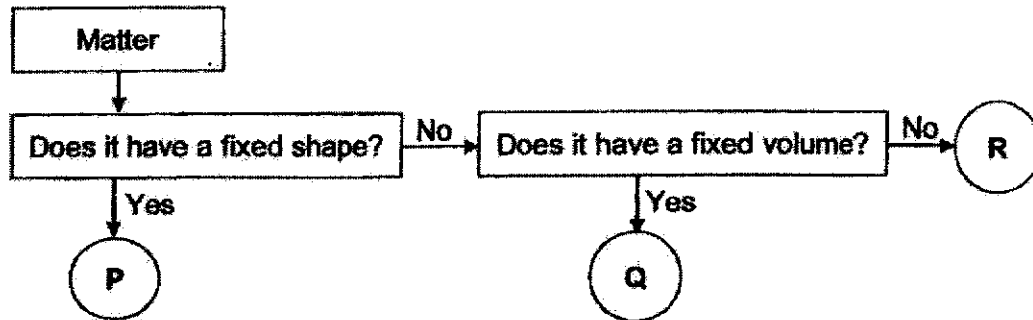 Matter
Does it have a fixed shape?
No
Does it have a fixed volume?
No
R
Yes
Yes
P
Q